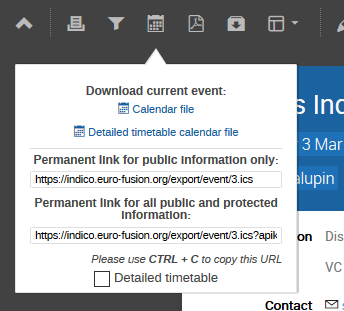 Download current event:
Calendar file
Detailed timetable calendar file
Permanent link for public information only:
https://indico.euro-fusion.org/export/event/3.ics
Permanent link for all public and protected
information:
https://indico.euro-fusion.org/export/event/3.ics?apik
Please use CTRL + C to copy this URL
Detailed timetable
s Inc
3 Mar
alupin
on
Dis
VC
Contact
s